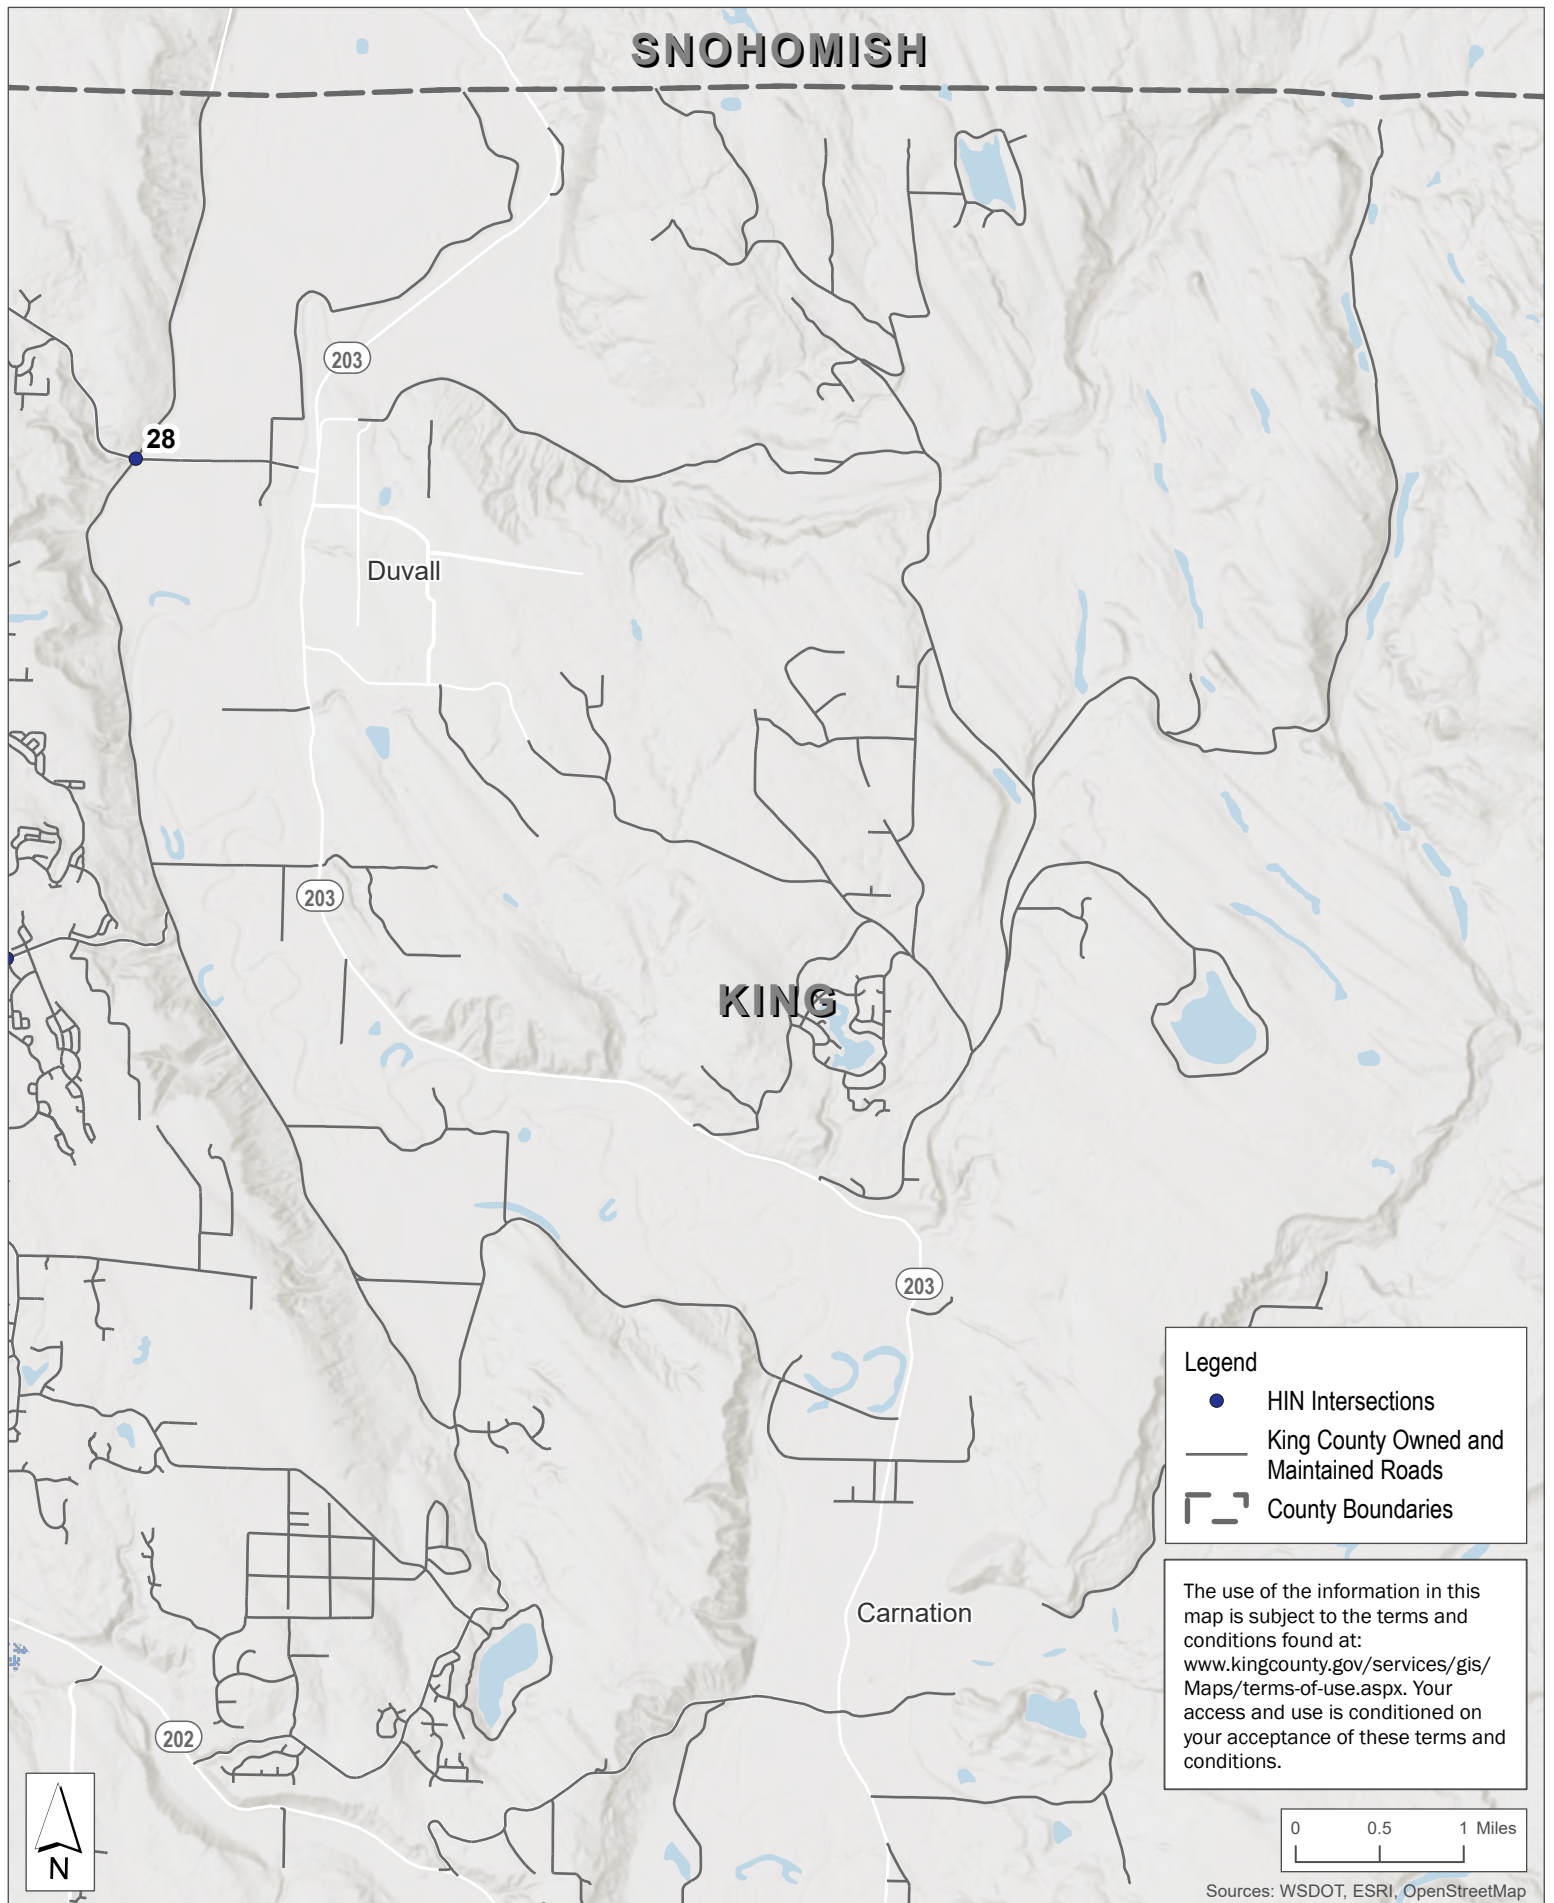 SNOHOMISH
203
28
Duvall
203
KING
203
Legend
HIN Intersections
King County Owned and
Maintained Roads
County Boundaries
The use of the information in this
map is subject to the terms and
conditions found at:
www.kingcounty.gov/services/gis/
Maps/terms-of-use.aspx. Your
access and use is conditioned on
your acceptance of these terms and
conditions.
Carnation
202
N
0 0.5 1 Miles
Sources: WSDOT, ESRI, OpenStreetMap